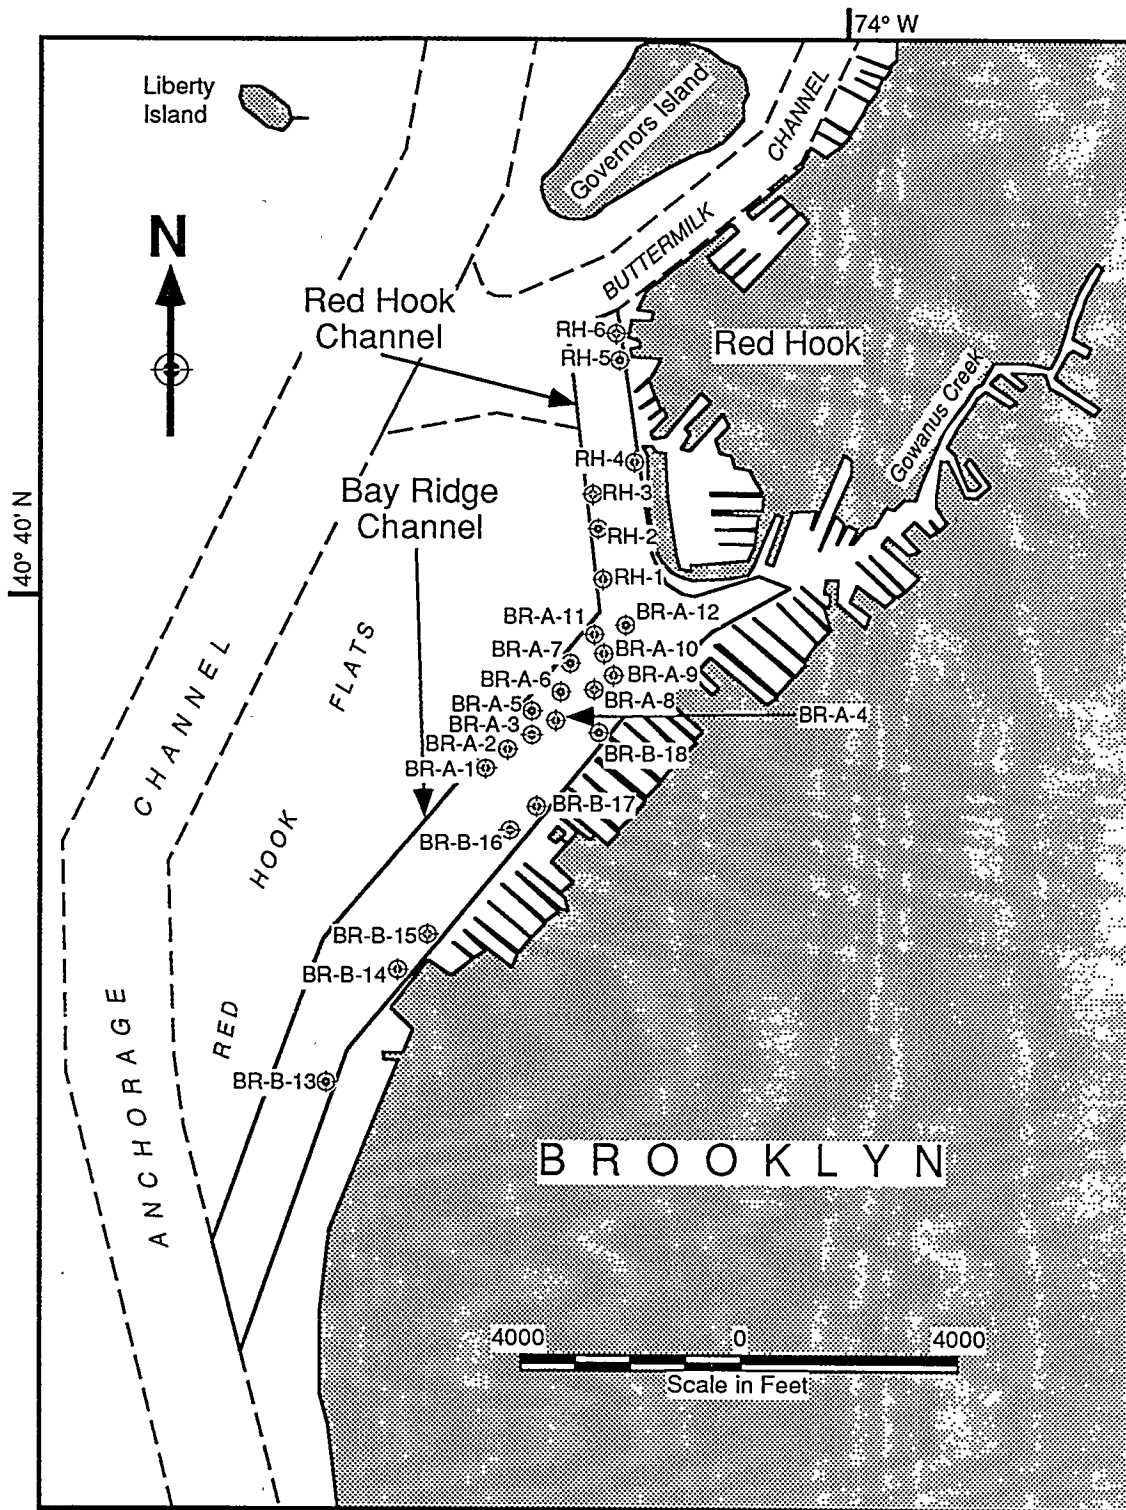 74° W
Liberty
Island
Governors Island
CHANNEL
BUTTERMILK
N
Red Hook
Channel
RH-6
RH-5
Red Hook
Gowanus Creek
RH-4
RH-3
RH-2
RH-1
Bay Ridge
Channel
40° 40' N
BR-A-11
BR-A-12
BR-A-7
BR-A-10
BR-A-6
BR-A-9
BR-A-5
BR-A-8
BR-A-3
BR-A-4
BR-A-2
BR-A-1
BR-B-18
BR-B-17
BR-B-16
BR-B-15
BR-B-14
BR-B-13
RED
HOOK
FLATS
ANCHORAGE
CHANNEL
BROOKLYN
4000 0 4000
Scale in Feet